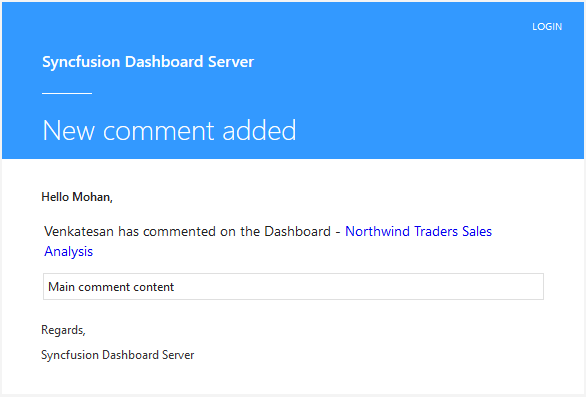 LOGIN
Syncfusion Dashboard Server
New comment added
Hello Mohan,
Venkatesan has commented on the Dashboard - Northwind Traders Sales
Analysis
Main comment content
Regards,
Syncfusion Dashboard Server